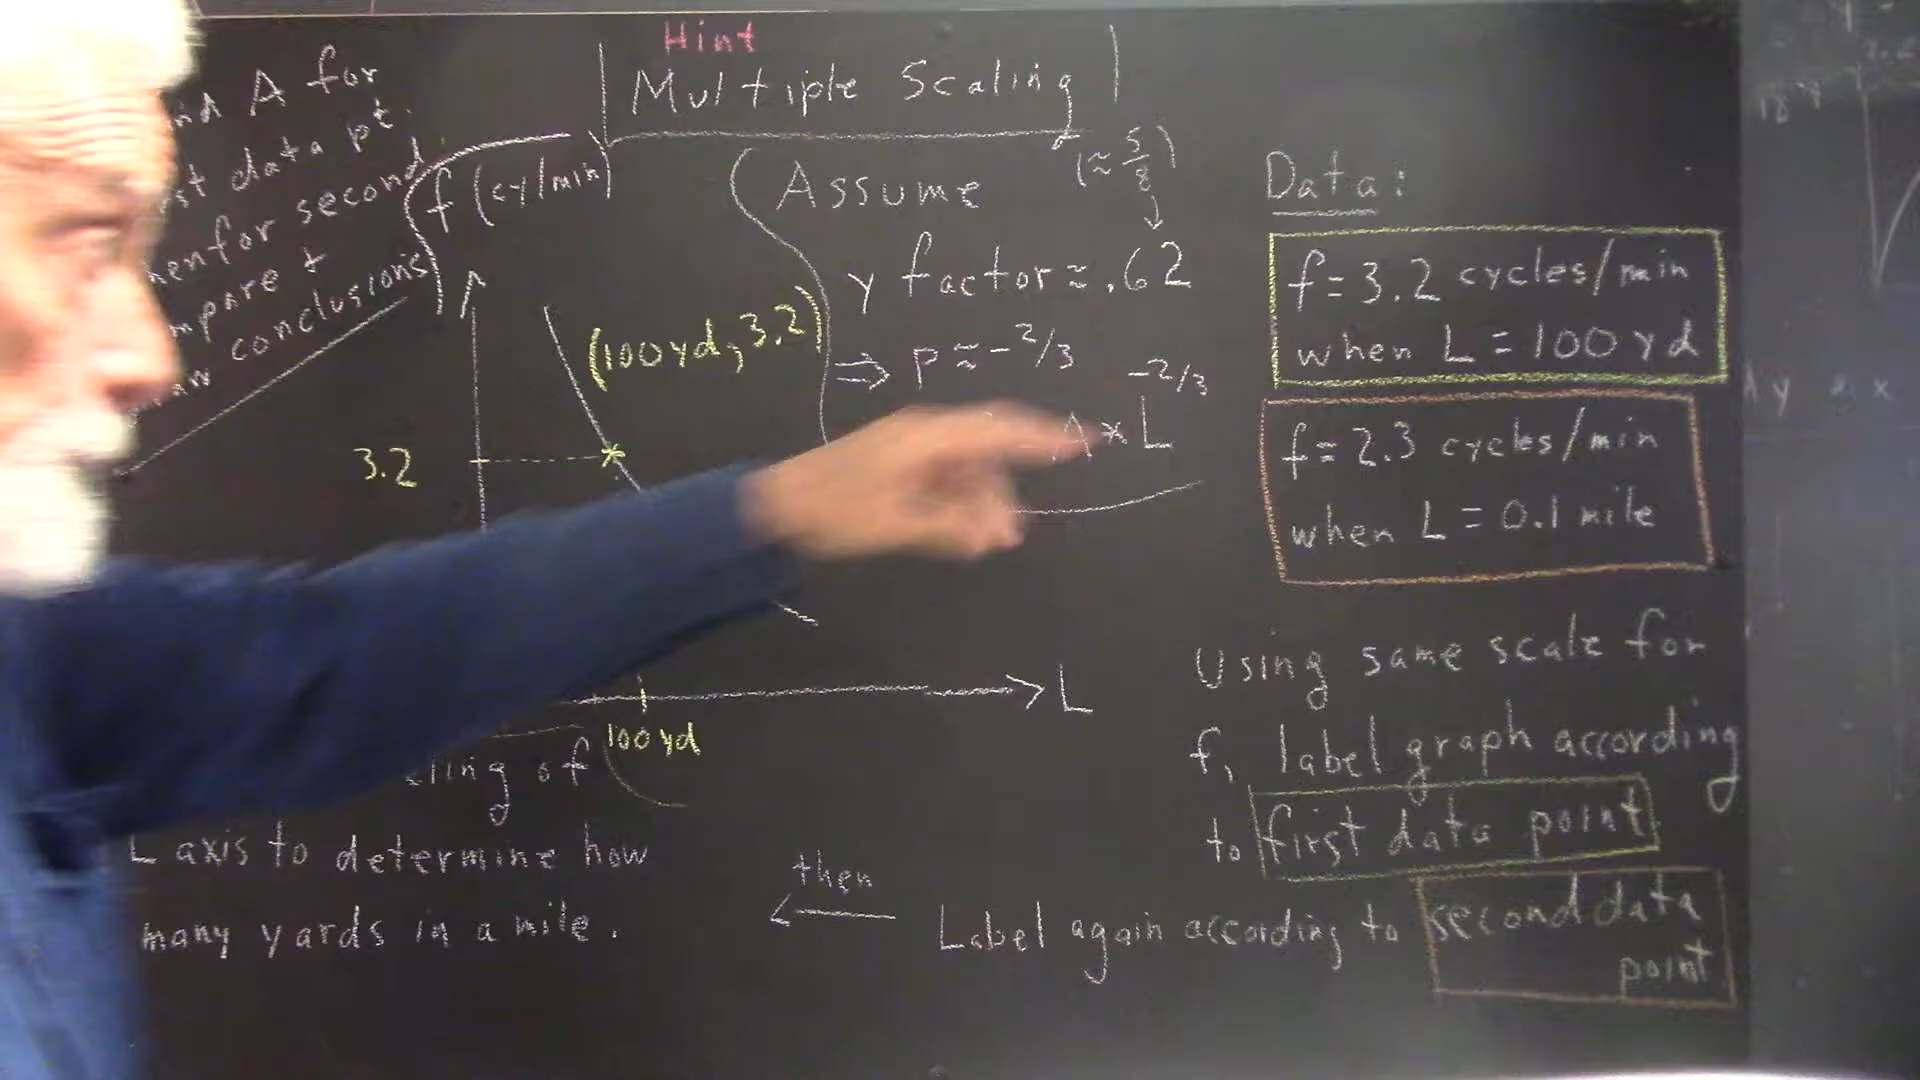 Hint
Multiple Scaling
A for
data pt.
for second
+
conclusions
f (cy/min)
(100 yd, 3.2)
3.2
100 yd
L
Assume
(≈ 5/8)
y factor ≈ .62
⇒ p ≈ -2/3
A * L^-2/3
Data:
f = 3.2 cycles/min
when L = 100 yd
f = 2.3 cycles/min
when L = 0.1 mile
Using same scale for
f, label graph according
to first data point
Label again according to second data
point
then
of f
L axis to determine how
many yards in a mile.